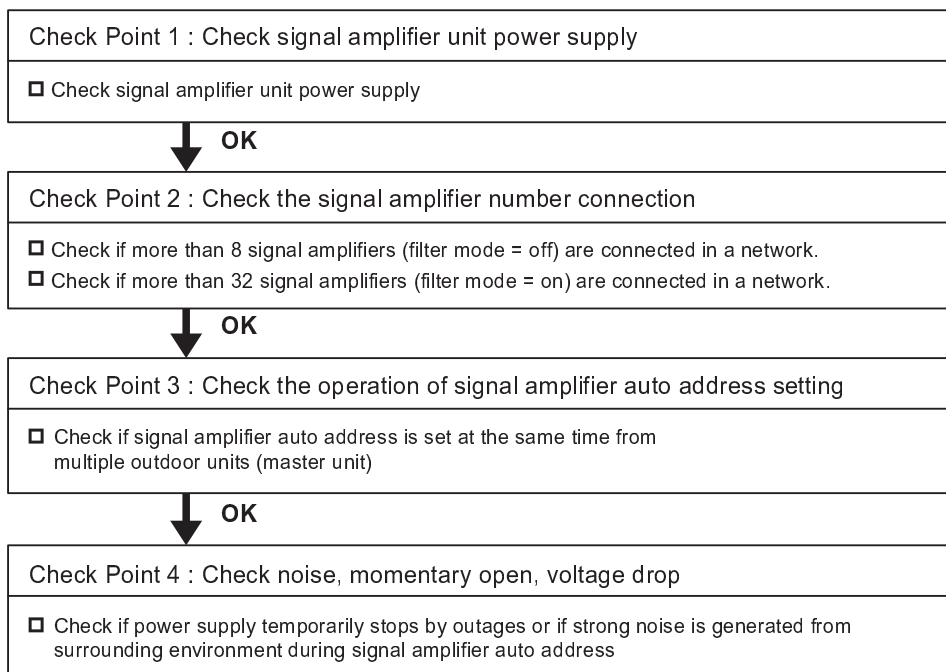 Check Point 1 : Check signal amplifier unit power supply
Check signal amplifier unit power supply
OK
Check Point 2 : Check the signal amplifier number connection
Check if more than 8 signal amplifiers (filter mode = off) are connected in a network.
Check if more than 32 signal amplifiers (filter mode = on) are connected in a network.
OK
Check Point 3 : Check the operation of signal amplifier auto address setting
Check if signal amplifier auto address is set at the same time from
multiple outdoor units (master unit)
OK
Check Point 4 : Check noise, momentary open, voltage drop
Check if power supply temporarily stops by outages or if strong noise is generated from
surrounding environment during signal amplifier auto address